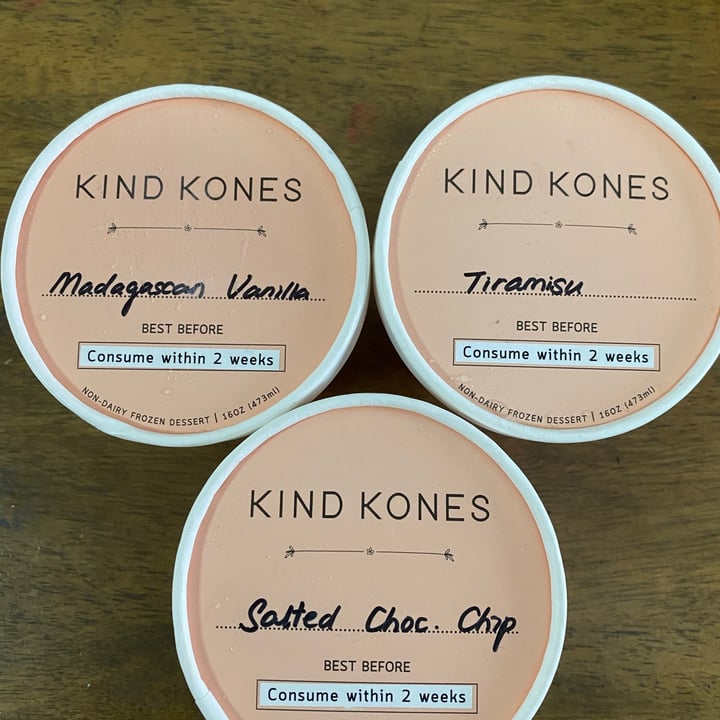 KIND KONES
Madagascan Vanilla
BEST BEFORE
Consume within 2 weeks
NON-DAIRY FROZEN DESSERT | 16OZ (473ml)
KIND KONES
Tiramisu
BEST BEFORE
Consume within 2 weeks
NON-DAIRY FROZEN DESSERT | 16OZ (473ml)
KIND KONES
Salted Choc. Chip
BEST BEFORE
Consume within 2 weeks